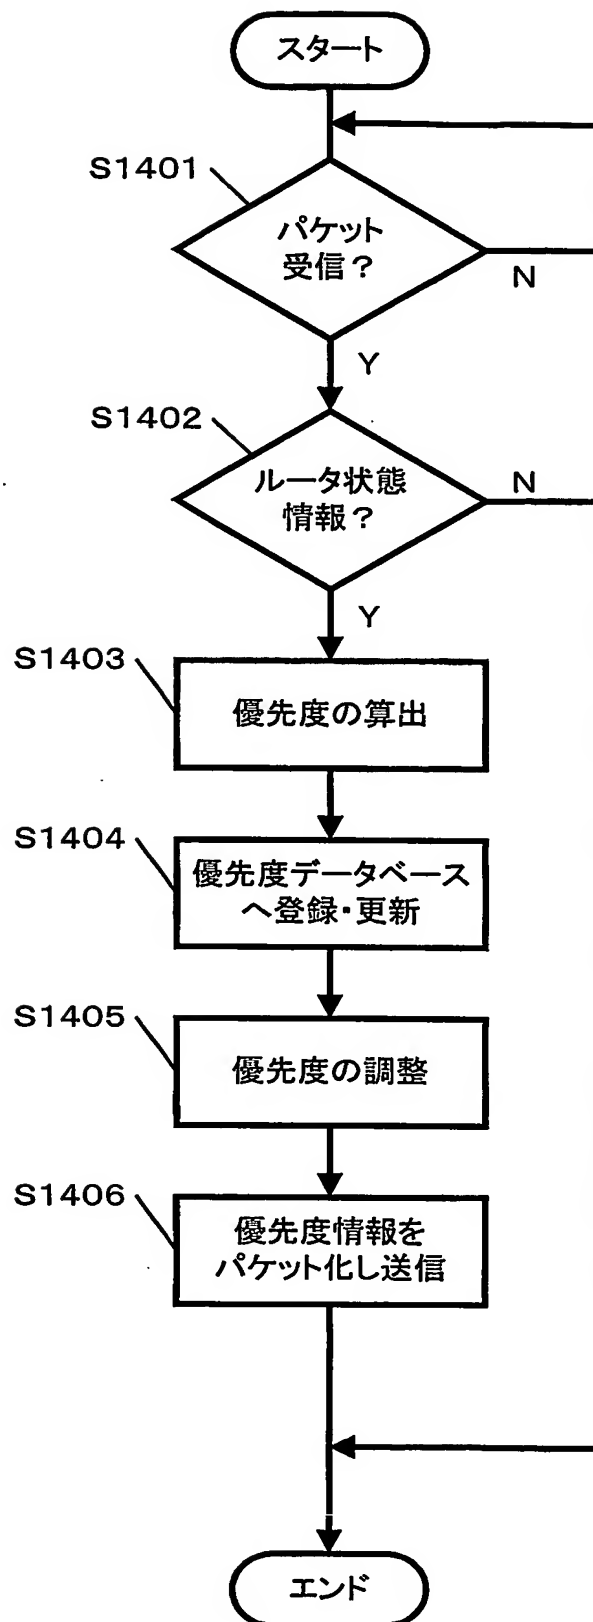 スタート
S1401
パケット
受信？
N
Y
S1402
ルータ状態
情報？
N
Y
S1403
優先度の算出
S1404
優先度データベース
へ登録・更新
S1405
優先度の調整
S1406
優先度情報を
パケット化し送信
エンド